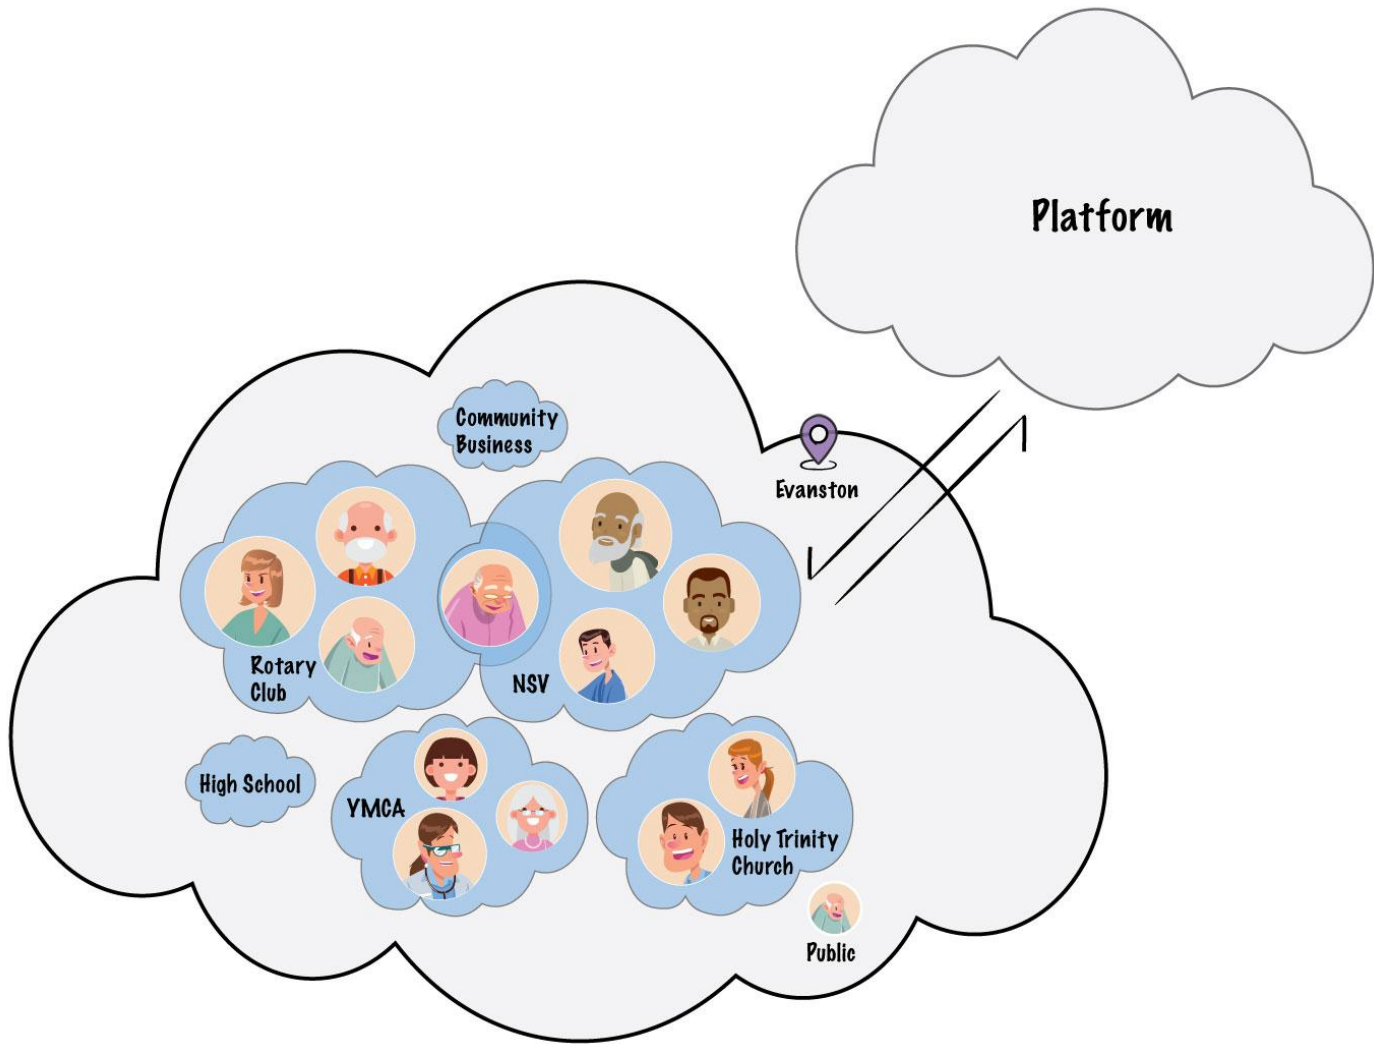 Platform
Community
Business
Evanston
Rotary
Club
NSV
High School
YMCA
Holy Trinity
Church
Public